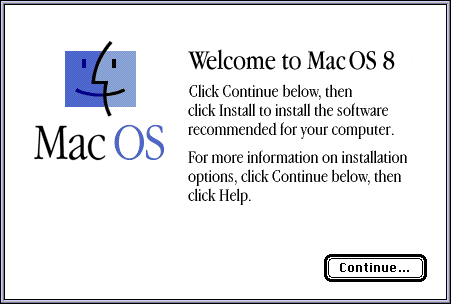 Mac OS
Welcome to Mac OS 8
Click Continue below, then
click Install to install the software
recommended for your computer.
For more information on installation
options, click Continue below, then
click Help.
Continue...